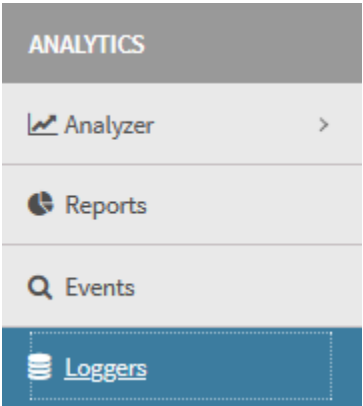 ANALYTICS
Analyzer
Reports
Events
Loggers